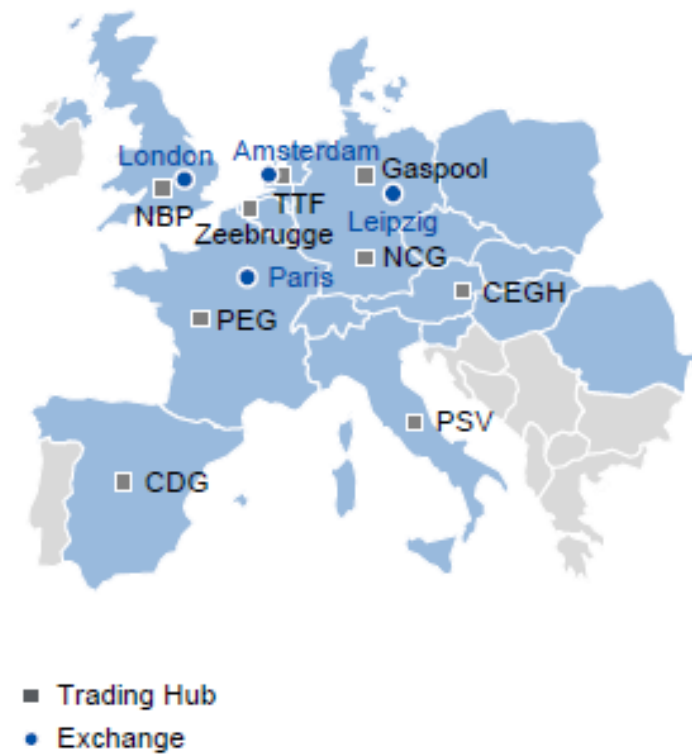 London
Amsterdam
Gaspool
NBP
TTF
Zeebrugge
Leipzig
NCG
Paris
CEGH
PEG
PSV
CDG
Trading Hub
Exchange